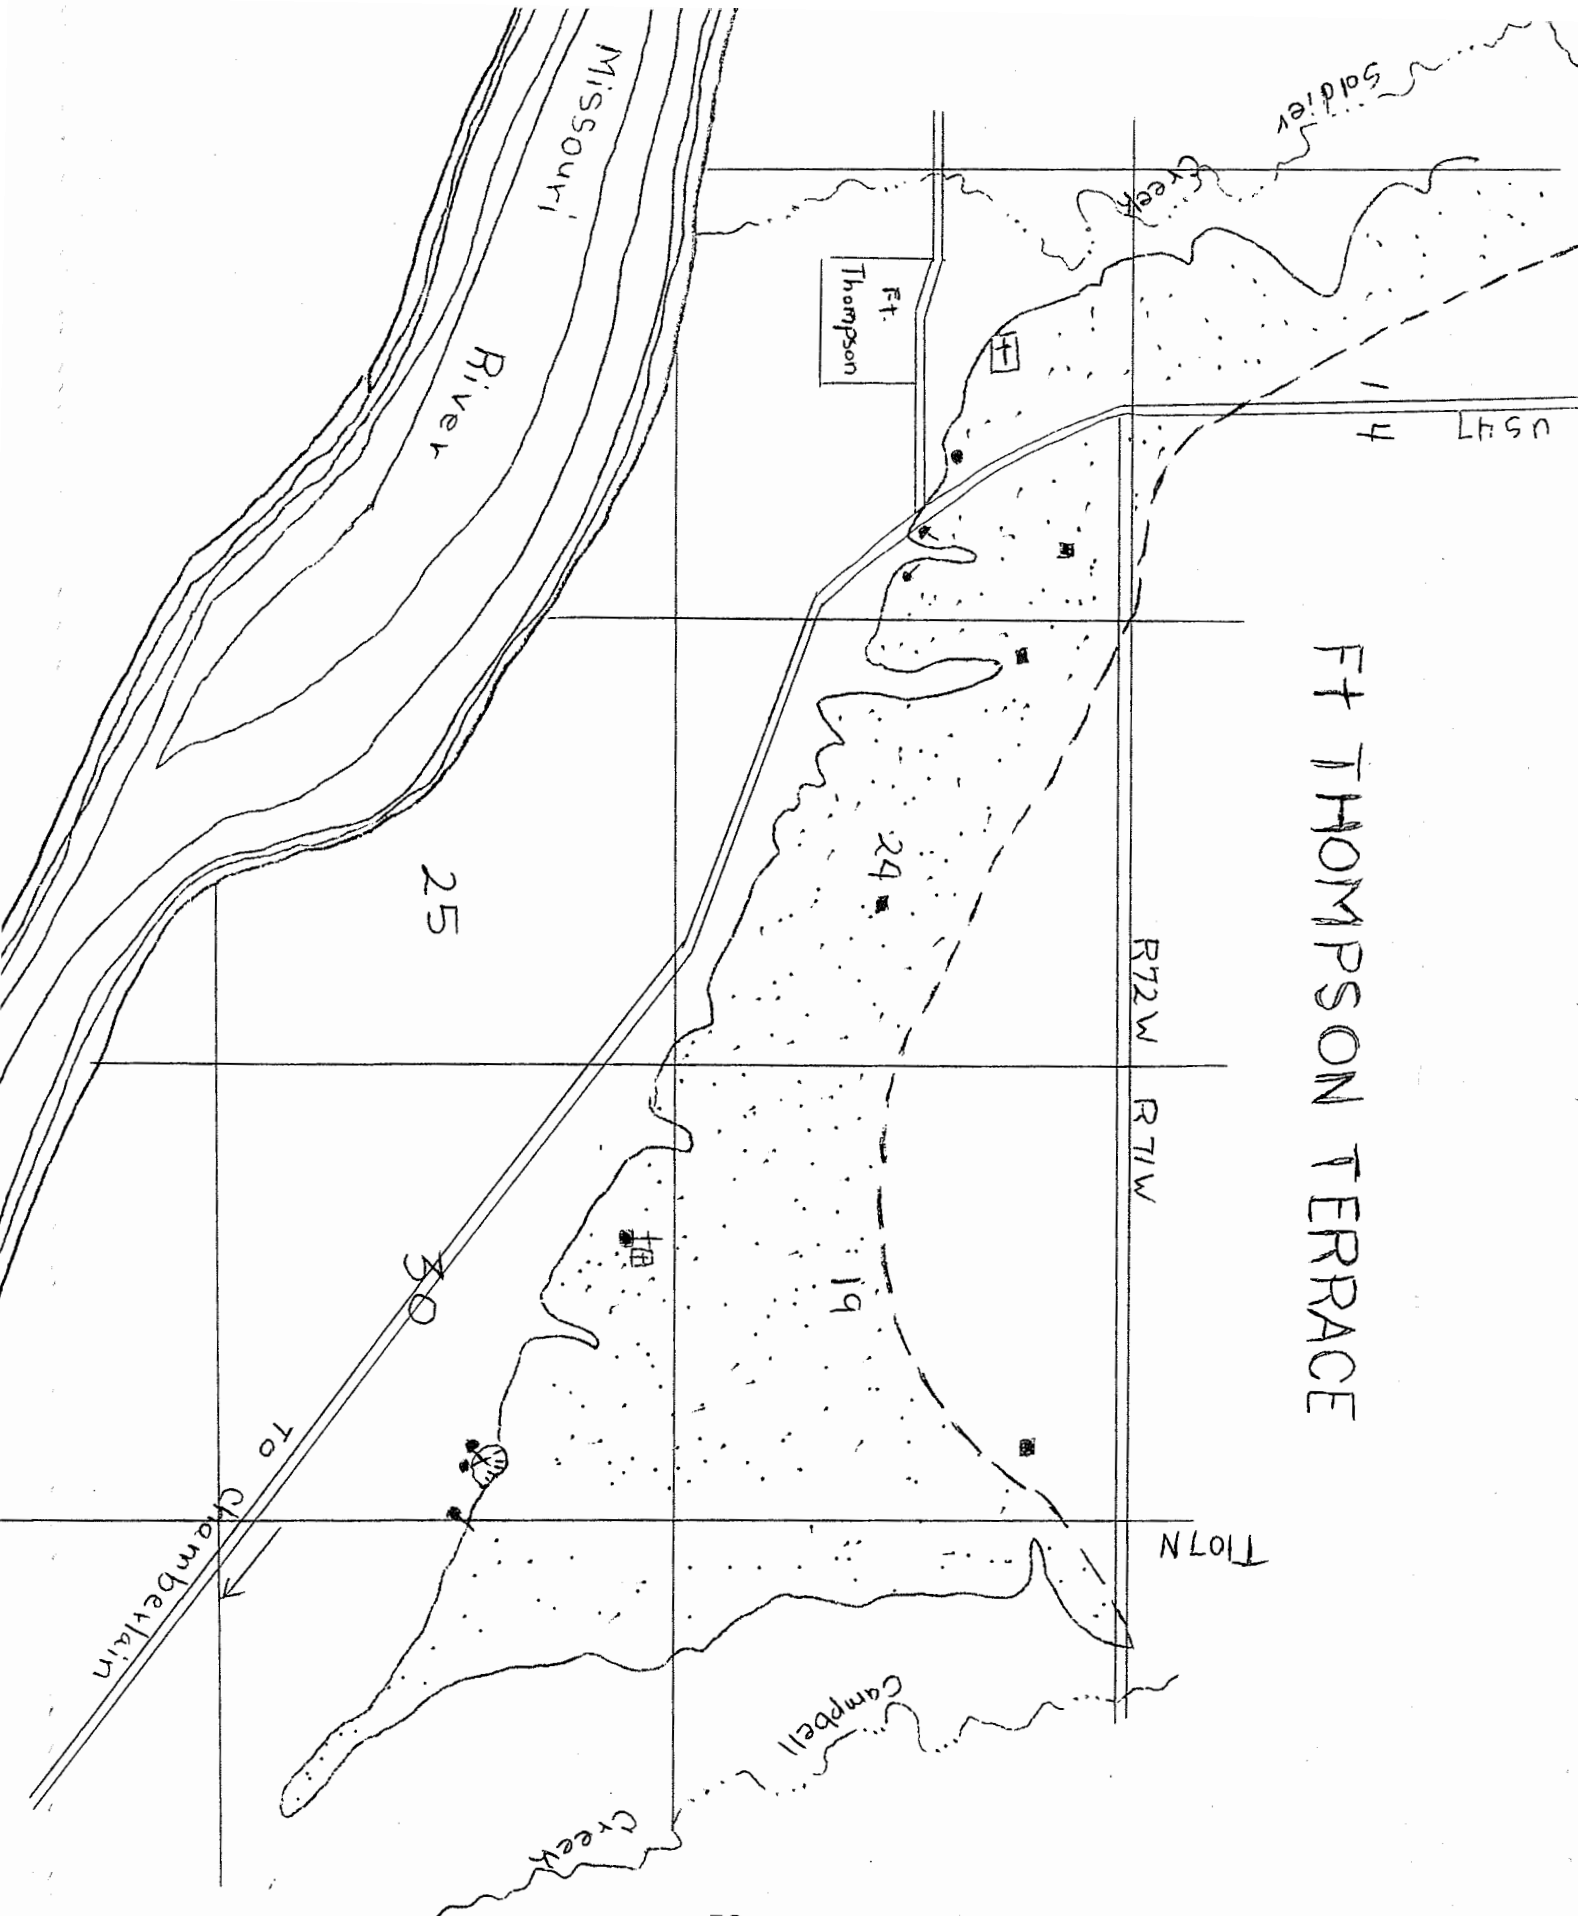 Ft THOMPSON TERRACE
Soldier
Creek
US 47
14
Ft.
Thompson
Missouri
River
24
25
R72W
R71W
19
30
T107N
To
Chamberlain
Campbell
Creek